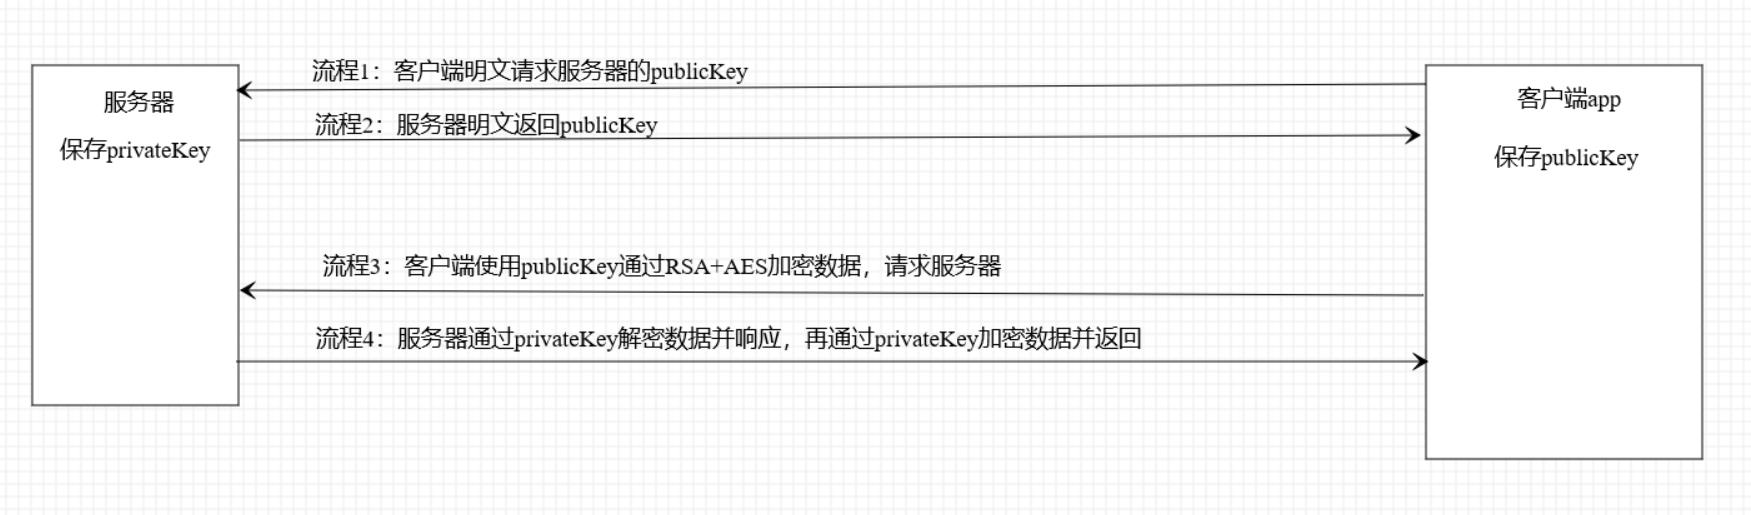 服务器
保存privateKey
流程1：客户端明文请求服务器的publicKey
流程2：服务器明文返回publicKey
流程3：客户端使用publicKey通过RSA+AES加密数据，请求服务器
流程4：服务器通过privateKey解密数据并响应，再通过privateKey加密数据并返回
客户端app
保存publicKey